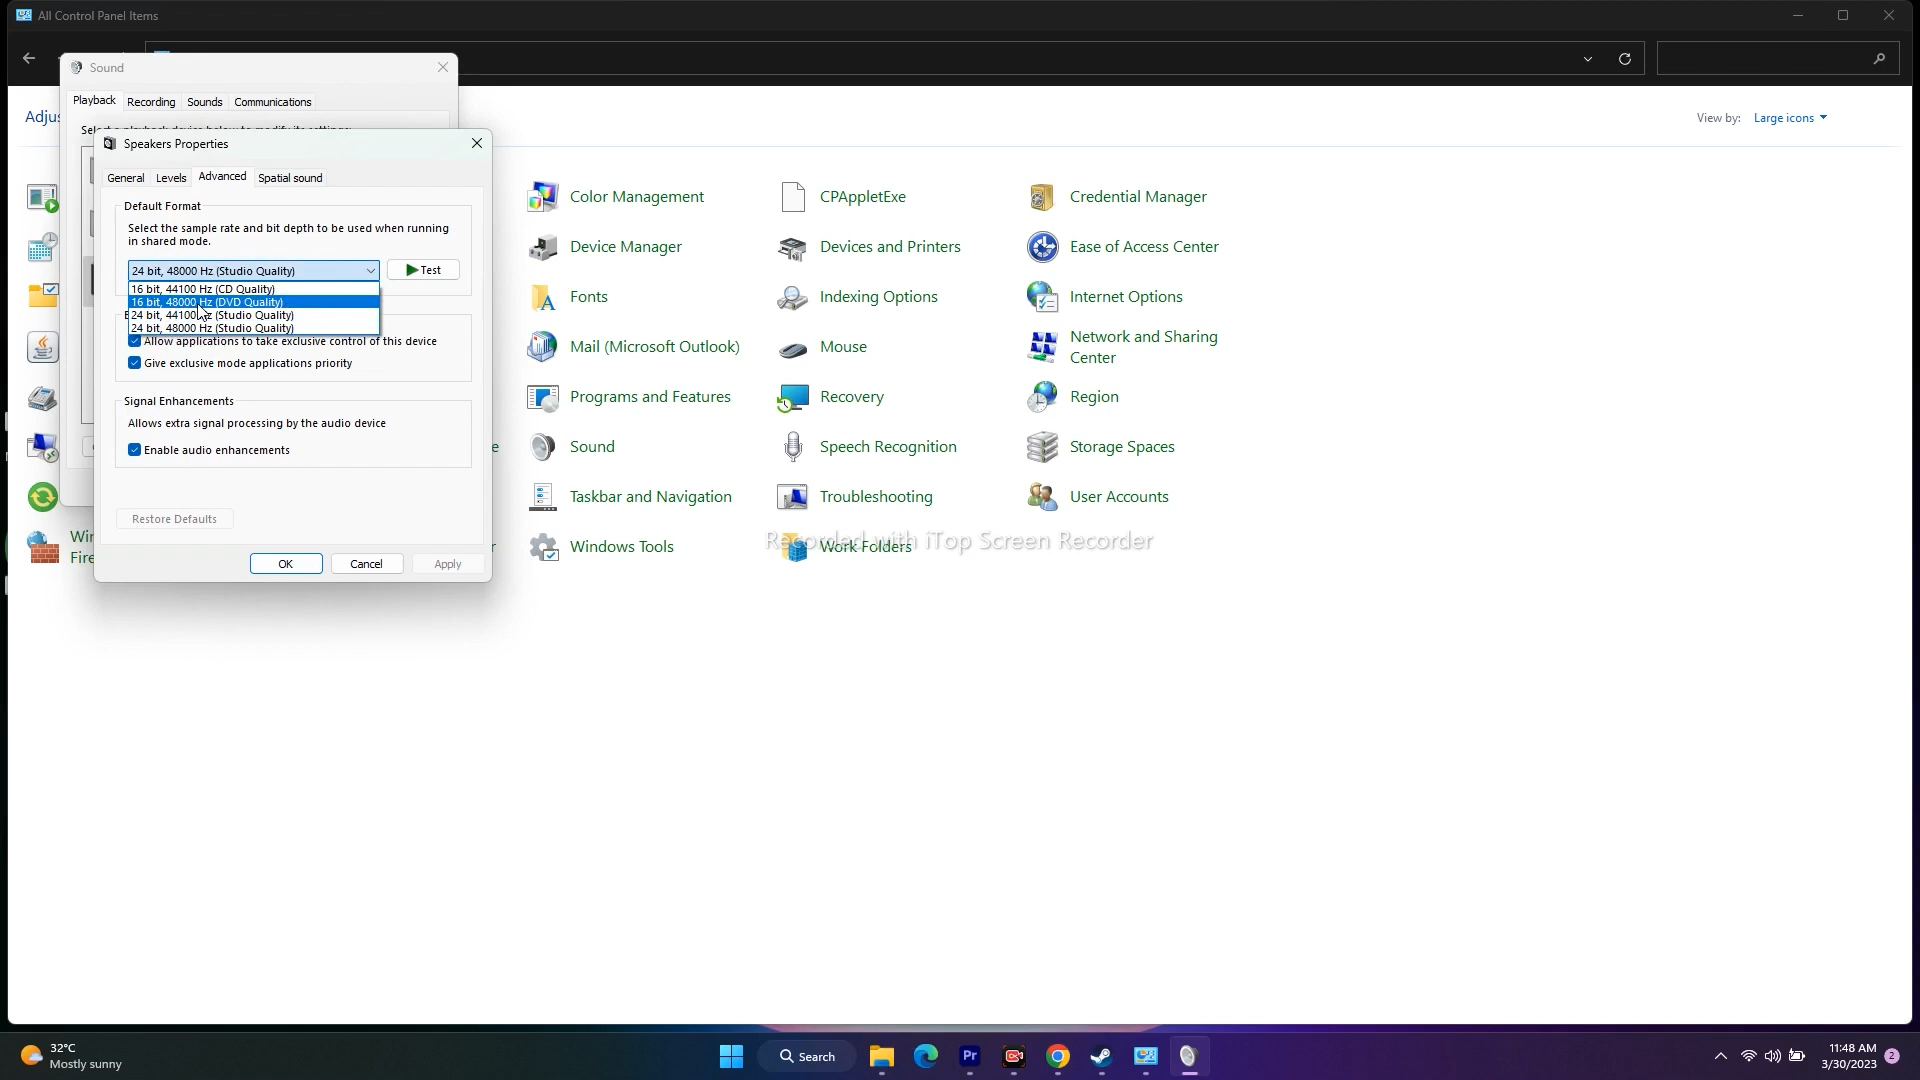 All Control Panel Items
Sound
Playback
Recording
Sounds
Communications
Adjus
View by:
Large icons
Speakers Properties
General
Levels
Advanced
Spatial sound
Default Format
Select the sample rate and bit depth to be used when running
in shared mode.
24 bit, 48000 Hz (Studio Quality)
Test
16 bit, 44100 Hz (CD Quality)
16 bit, 48000 Hz (DVD Quality)
24 bit, 44100 Hz (Studio Quality)
24 bit, 48000 Hz (Studio Quality)
Allow applications to take exclusive control of this device
Give exclusive mode applications priority
Signal Enhancements
Allows extra signal processing by the audio device
Enable audio enhancements
Restore Defaults
OK
Cancel
Apply
Win
Fire
Color Management
CPAppletExe
Credential Manager
Device Manager
Devices and Printers
Ease of Access Center
Fonts
Indexing Options
Internet Options
Mail (Microsoft Outlook)
Mouse
Network and Sharing
Center
Programs and Features
Recovery
Region
e
Sound
Speech Recognition
Storage Spaces
Taskbar and Navigation
Troubleshooting
User Accounts
r
Windows Tools
Work Folders
Recorded with iTop Screen Recorder
32°C
Mostly sunny
Search
Pr
11:48 AM
3/30/2023
2